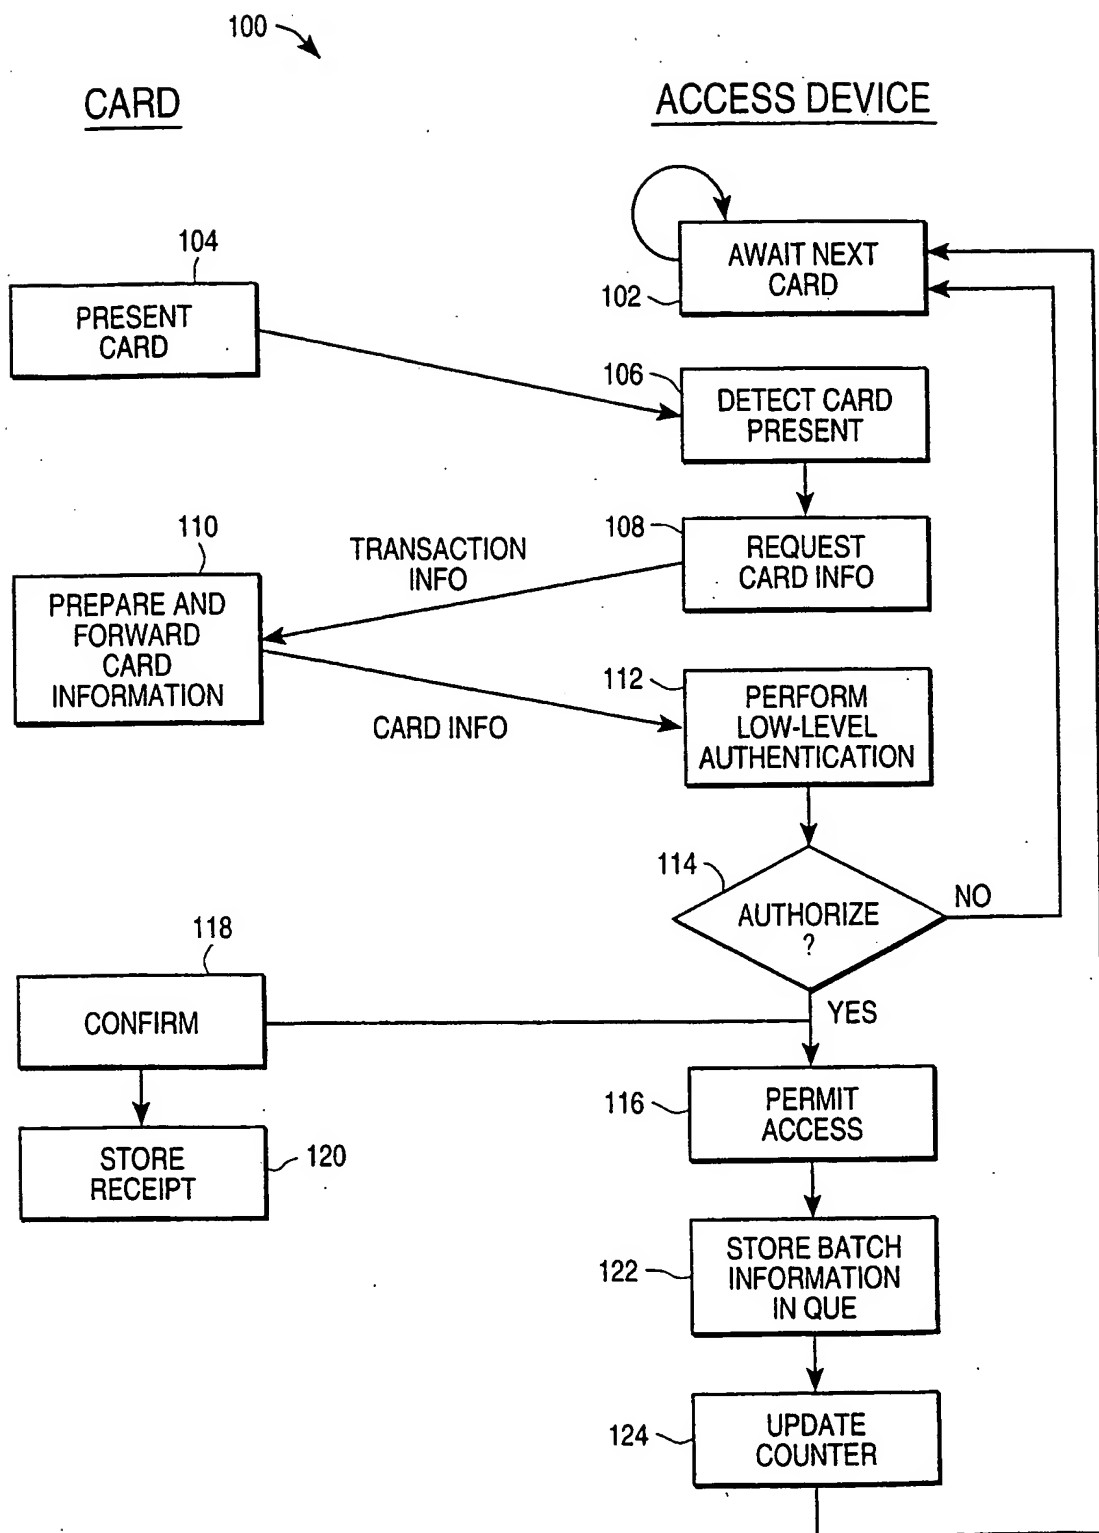 100
CARD
ACCESS DEVICE
104
PRESENT
CARD
AWAIT NEXT
CARD
102
106
DETECT CARD
PRESENT
108
REQUEST
CARD INFO
TRANSACTION
INFO
110
PREPARE AND
FORWARD
CARD
INFORMATION
CARD INFO
112
PERFORM
LOW-LEVEL
AUTHENTICATION
114
AUTHORIZE
?
NO
YES
118
CONFIRM
116
PERMIT
ACCESS
STORE
RECEIPT
120
122
STORE BATCH
INFORMATION
IN QUE
124
UPDATE
COUNTER